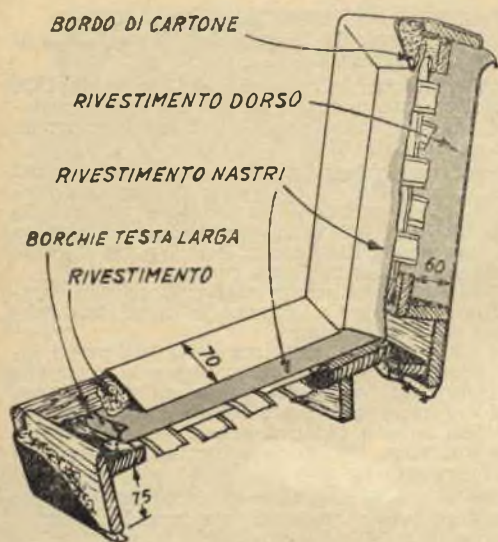 BORDO DI CARTONE
RIVESTIMENTO DORSO
RIVESTIMENTO NASTRI
BORCHIE TESTA LARGA
RIVESTIMENTO
60
70
75